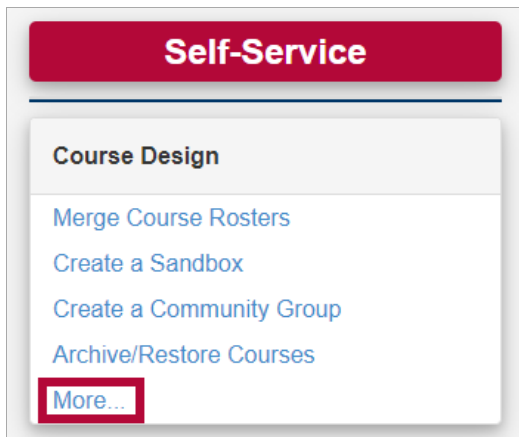 Self-Service
Course Design
Merge Course Rosters
Create a Sandbox
Create a Community Group
Archive/Restore Courses
More...